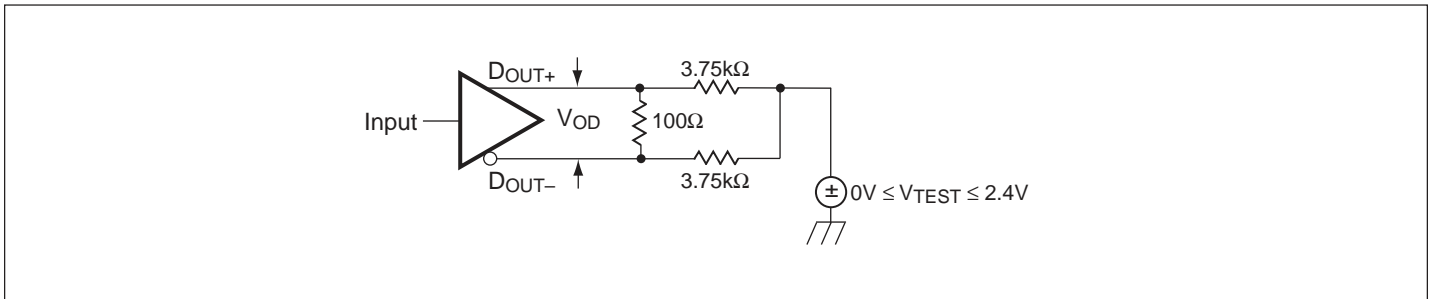 DOUT+
3.75kΩ
Input
VOD
100Ω
DOUT–
3.75kΩ
±
0V ≤ VTEST ≤ 2.4V